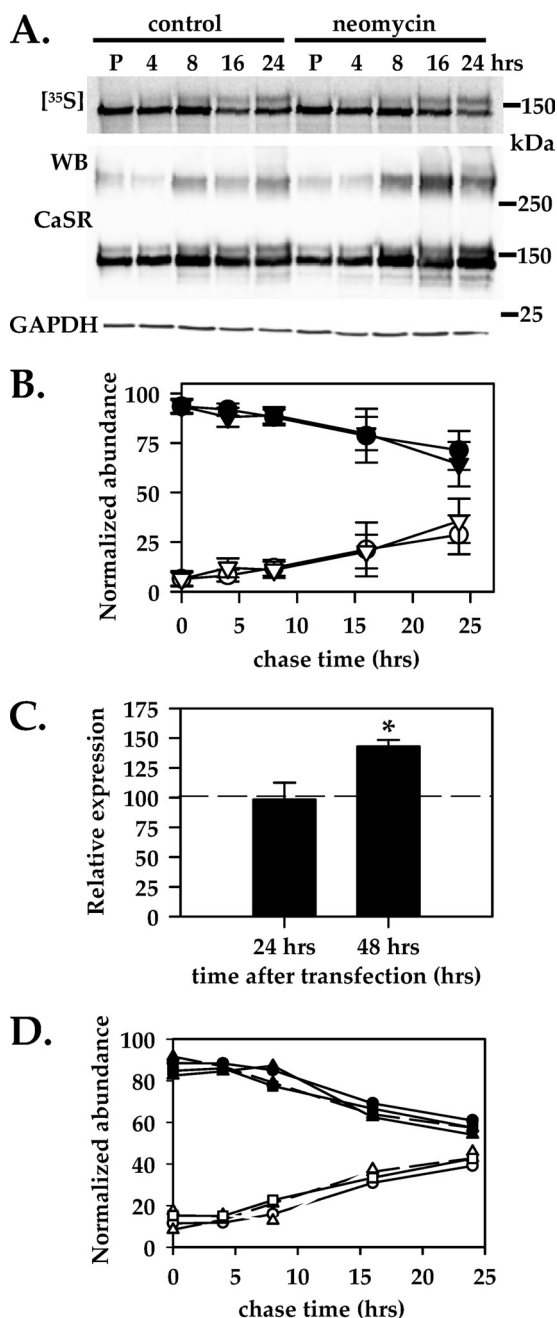 A.
control neomycin
P 4 8 16 24 P 4 8 16 24 hrs
[³⁵S]
150
kDa
WB
250
CaSR
150
25
GAPDH
B.
Normalized abundance
100
75
50
25
0
0 5 10 15 20 25
chase time (hrs)
C.
Relative expression
175
150
125
100
75
50
25
0
*
24 hrs 48 hrs
time after transfection (hrs)
D.
Normalized abundance
100
80
60
40
20
0
0 5 10 15 20 25
chase time (hrs)